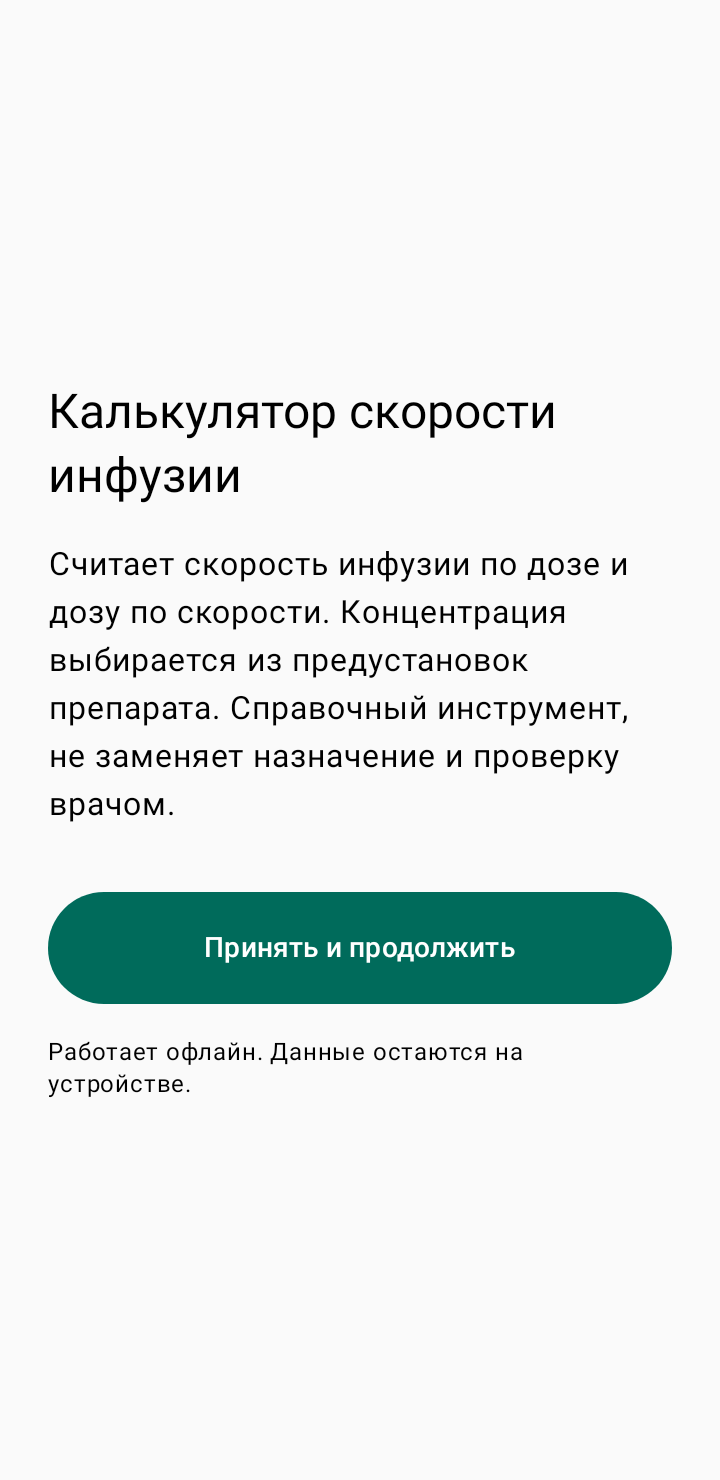 Калькулятор скорости
инфузии
Считает скорость инфузии по дозе и
дозу по скорости. Концентрация
выбирается из предустановок
препарата. Справочный инструмент,
не заменяет назначение и проверку
врачом.
Принять и продолжить
Работает офлайн. Данные остаются на
устройстве.